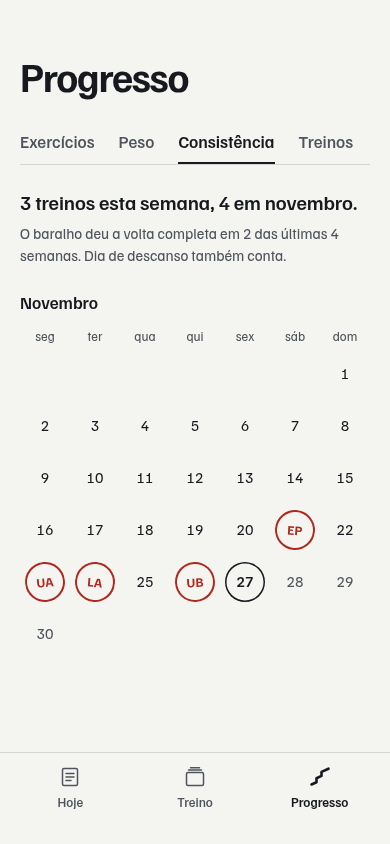 Progresso
Exercícios Peso Consistência Treinos
3 treinos esta semana, 4 em novembro.
O baralho deu a volta completa em 2 das últimas 4
semanas. Dia de descanso também conta.
Novembro
seg ter qua qui sex sáb dom
1
2 3 4 5 6 7 8
9 10 11 12 13 14 15
16 17 18 19 20 EP 22
UA LA 25 UB 27 28 29
30
Hoje Treino Progresso